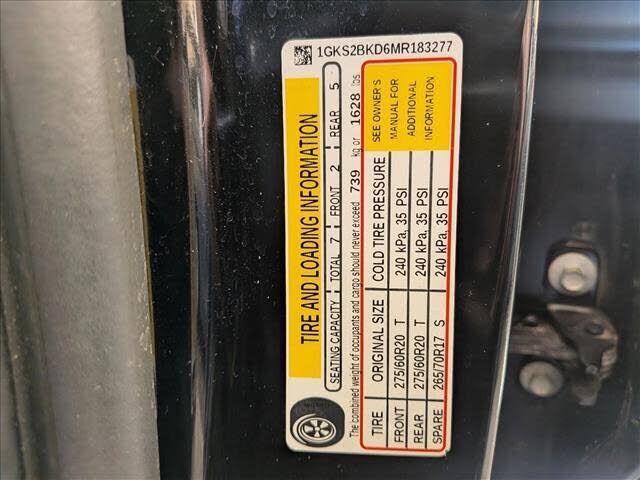 1GKS2BKD6MR183277
TIRE AND LOADING INFORMATION
SEATING CAPACITY TOTAL 7 FRONT 2 REAR 5
The combined weight of occupants and cargo should never exceed 739 kg or 1628 lbs
TIRE ORIGINAL SIZE COLD TIRE PRESSURE SEE OWNER'S
FRONT 275/60R20 T 240 kPa, 35 PSI MANUAL FOR
REAR 275/60R20 T 240 kPa, 35 PSI ADDITIONAL
SPARE 265/70R17 S 240 kPa, 35 PSI INFORMATION